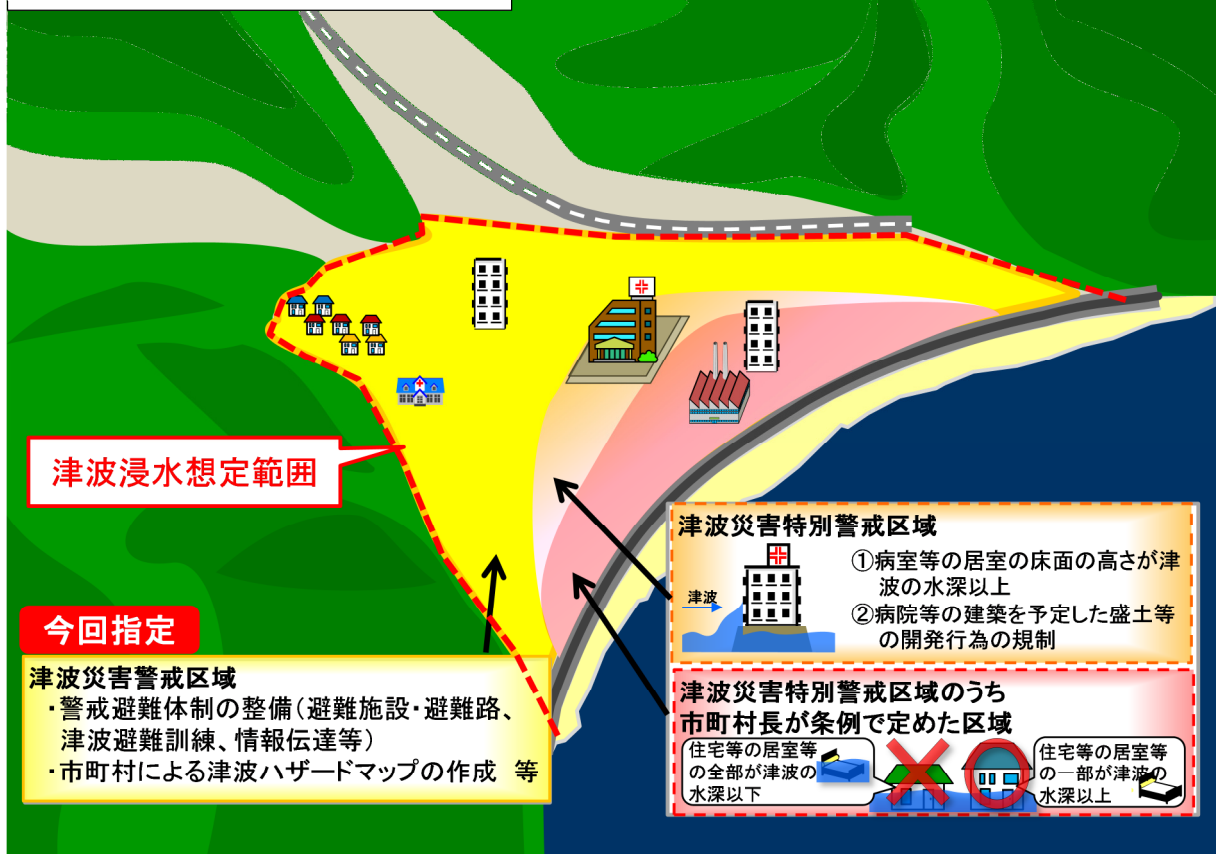 津波浸水想定範囲
今回指定
津波災害警戒区域
・警戒避難体制の整備(避難施設・避難路、
津波避難訓練、情報伝達等)
・市町村による津波ハザードマップの作成 等
津波災害特別警戒区域
津波
①病室等の居室の床面の高さが津
波の水深以上
②病院等の建築を予定した盛土等
の開発行為の規制
津波災害特別警戒区域のうち
市町村長が条例で定めた区域
住宅等の居室等
の全部が津波の
水深以下
住宅等の居室等
の一部が津波の
水深以上